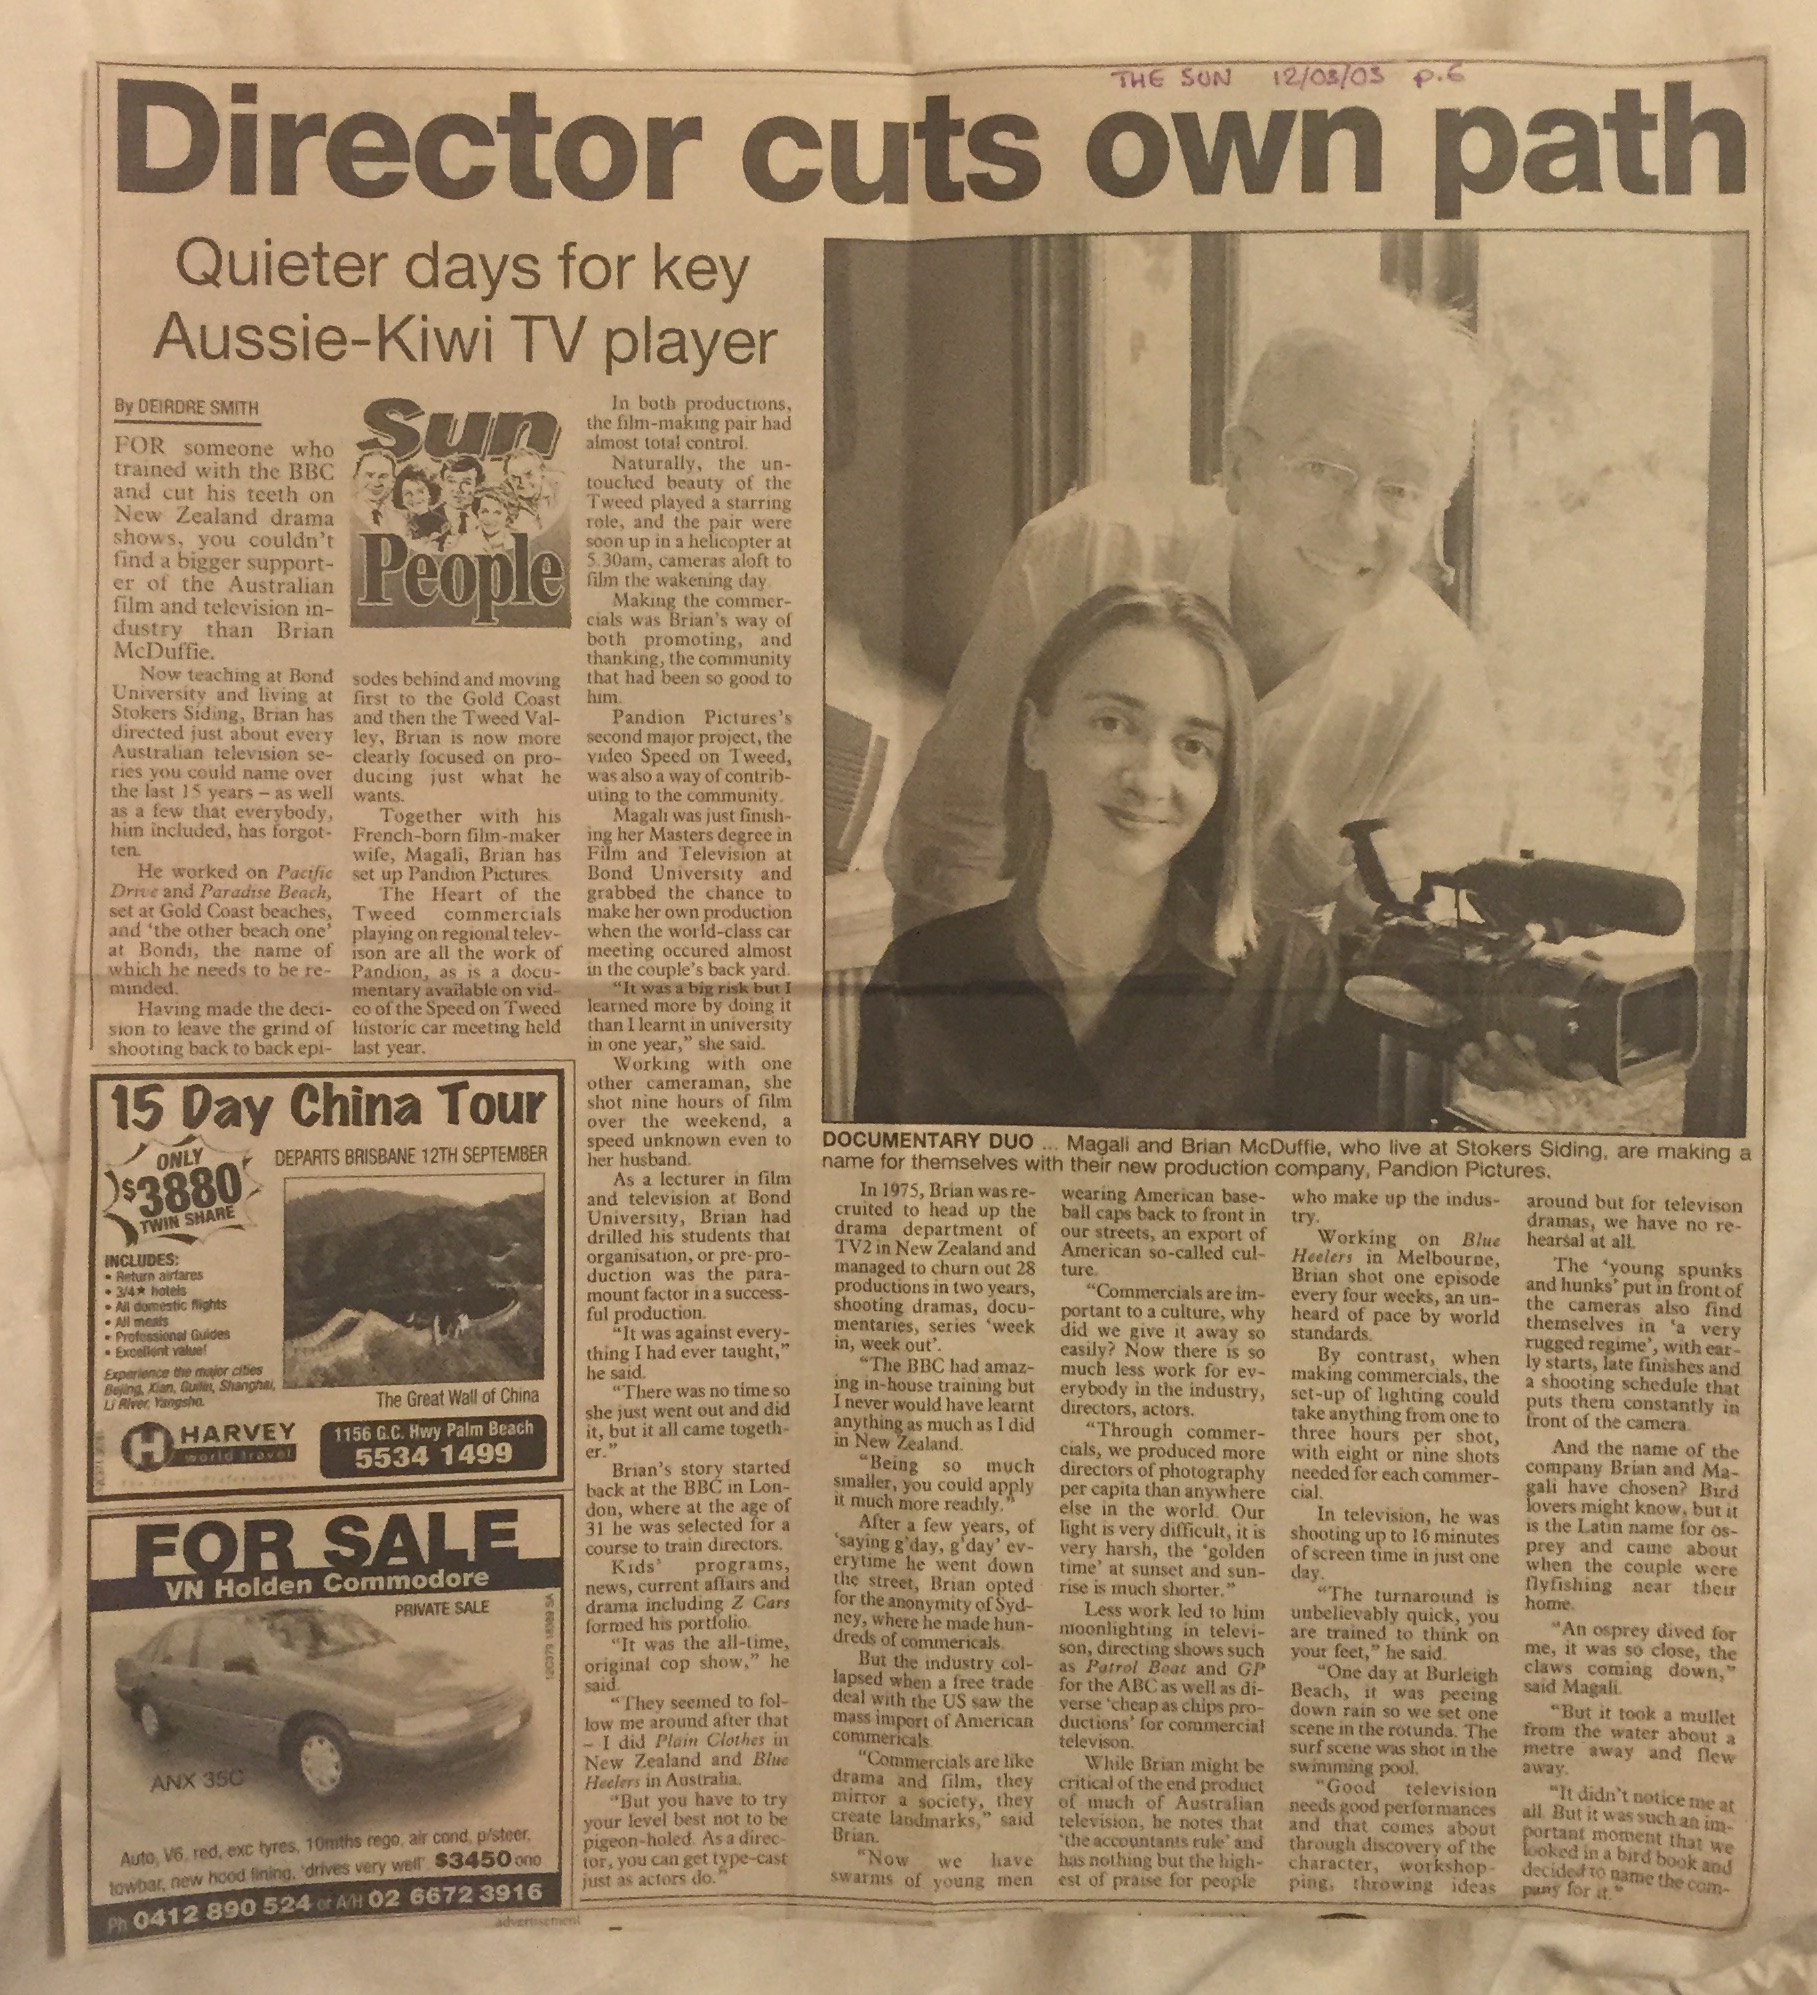 THE SUN 12/03/03 p.6
Director cuts own path
Quieter days for key
Aussie-Kiwi TV player
By DEIRDRE SMITH
FOR someone who
trained with the BBC
and cut his teeth on
New Zealand drama
shows, you couldn't
find a bigger support-
er of the Australian
film and television in-
dustry than Brian
McDuffie.
Now teaching at Bond
University and living at
Stokers Siding, Brian has
directed just about every
Australian television se-
ries you could name over
the last 15 years – as well
as a few that everybody,
him included, has forgot-
ten.
He worked on Pacific
Drive and Paradise Beach,
set at Gold Coast beaches,
and 'the other beach one'
at Bondi, the name of
which he needs to be re-
minded.
Having made the deci-
sion to leave the grind of
shooting back to back epi-
Sun
People
sodes behind and moving
first to the Gold Coast
and then the Tweed Val-
ley, Brian is now more
clearly focused on pro-
ducing just what he
wants.
Together with his
French-born film-maker
wife, Magali, Brian has
set up Pandion Pictures.
The Heart of the
Tweed commercials
playing on regional telev-
ison are all the work of
Pandion, as is a docu-
mentary available on vid-
eo of the Speed on Tweed
historic car meeting held
last year.
In both productions,
the film-making pair had
almost total control.
Naturally, the un-
touched beauty of the
Tweed played a starring
role, and the pair were
soon up in a helicopter at
5.30am, cameras aloft to
film the wakening day.
Making the commer-
cials was Brian's way of
both promoting, and
thanking, the community
that had been so good to
him.
Pandion Pictures's
second major project, the
video Speed on Tweed,
was also a way of contrib-
uting to the community.
Magali was just finish-
ing her Masters degree in
Film and Television at
Bond University and
grabbed the chance to
make her own production
when the world-class car
meeting occured almost
in the couple's back yard.
"It was a big risk but I
learned more by doing it
than I learnt in university
in one year," she said.
Working with one
other cameraman, she
shot nine hours of film
over the weekend, a
speed unknown even to
her husband.
As a lecturer in film
and television at Bond
University, Brian had
drilled his students that
organisation, or pre-pro-
duction was the para-
mount factor in a success-
ful production.
"It was against every-
thing I had ever taught,"
he said.
"There was no time so
she just went out and did
it, but it all came togeth-
er."
Brian's story started
back at the BBC in Lon-
don, where at the age of
31 he was selected for a
course to train directors.
Kids' programs,
news, current affairs and
drama including Z Cars
formed his portfolio.
"It was the all-time,
original cop show," he
said.
"They seemed to fol-
low me around after that
– I did Plain Clothes in
New Zealand and Blue
Heelers in Australia.
"But you have to try
your level best not to be
pigeon-holed. As a direc-
tor, you can get type-cast
just as actors do."
DOCUMENTARY DUO ... Magali and Brian McDuffie, who live at Stokers Siding, are making a
name for themselves with their new production company, Pandion Pictures.
In 1975, Brian was re-
cruited to head up the
drama department of
TV2 in New Zealand and
managed to churn out 28
productions in two years,
shooting dramas, docu-
mentaries, series 'week
in, week out'.
"The BBC had amaz-
ing in-house training but
I never would have learnt
anything as much as I did
in New Zealand.
"Being so much
smaller, you could apply
it much more readily."
After a few years, of
'saying g'day, g'day' ev-
erytime he went down
the street, Brian opted
for the anonymity of Syd-
ney, where he made hun-
dreds of commericals.
But the industry col-
lapsed when a free trade
deal with the US saw the
mass import of American
commericals.
"Commercials are like
drama and film, they
mirror a society, they
create landmarks," said
Brian.
"Now we have
swarms of young men
wearing American base-
ball caps back to front in
our streets, an export of
American so-called cul-
ture.
"Commercials are im-
portant to a culture, why
did we give it away so
easily? Now there is so
much less work for ev-
erybody in the industry,
directors, actors.
"Through commer-
cials, we produced more
directors of photography
per capita than anywhere
else in the world. Our
light is very difficult, it is
very harsh, the 'golden
time' at sunset and sun-
rise is much shorter."
Less work led to him
moonlighting in televi-
son, directing shows such
as Patrol Boat and GP
for the ABC as well as di-
verse 'cheap as chips pro-
ductions' for commercial
televison.
While Brian might be
critical of the end product
of much of Australian
television, he notes that
'the accountants rule' and
has nothing but the high-
est of praise for people
who make up the indus-
try.
Working on Blue
Heelers in Melbourne,
Brian shot one episode
every four weeks, an un-
heard of pace by world
standards.
By contrast, when
making commercials, the
set-up of lighting could
take anything from one to
three hours per shot,
with eight or nine shots
needed for each commer-
cial.
In television, he was
shooting up to 16 minutes
of screen time in just one
day.
"The turnaround is
unbelievably quick, you
are trained to think on
your feet," he said.
"One day at Burleigh
Beach, it was peeing
down rain so we set one
scene in the rotunda. The
surf scene was shot in the
swimming pool.
"Good television
needs good performances
and that comes about
through discovery of the
character, workshop-
ping, throwing ideas
around but for televison
dramas, we have no re-
hearsal at all.
The 'young spunks
and hunks' put in front of
the cameras also find
themselves in 'a very
rugged regime', with ear-
ly starts, late finishes and
a shooting schedule that
puts them constantly in
front of the camera.
And the name of the
company Brian and Ma-
gali have chosen? Bird
lovers might know, but it
is the Latin name for os-
prey and came about
when the couple were
flyfishing near their
home.
"An osprey dived for
me, it was so close, the
claws coming down,"
said Magali.
"But it took a mullet
from the water about a
metre away and flew
away.
"It didn't notice me at
all. But it was such an im-
portant moment that we
looked in a bird book and
decided to name the com-
pany for it."
15 Day China Tour
ONLY
$3880
TWIN SHARE
DEPARTS BRISBANE 12TH SEPTEMBER
INCLUDES:
• Return airfares
• 3/4★ hotels
• All domestic flights
• All meals
• Professional Guides
• Excellent value!
Experience the major cities
Beijing, Xian, Guilin, Shanghai,
Li River, Yangsho.
The Great Wall of China
HARVEY
world travel
1156 G.C. Hwy Palm Beach
5534 1499
FOR SALE
VN Holden Commodore
PRIVATE SALE
ANX 35C
Auto, V6, red, exc tyres, 10mths rego, air cond, p/steer,
towbar, new hood lining, 'drives very well' $3450 ono
Ph 0412 890 524 or A/H 02 6672 3916
advertisement